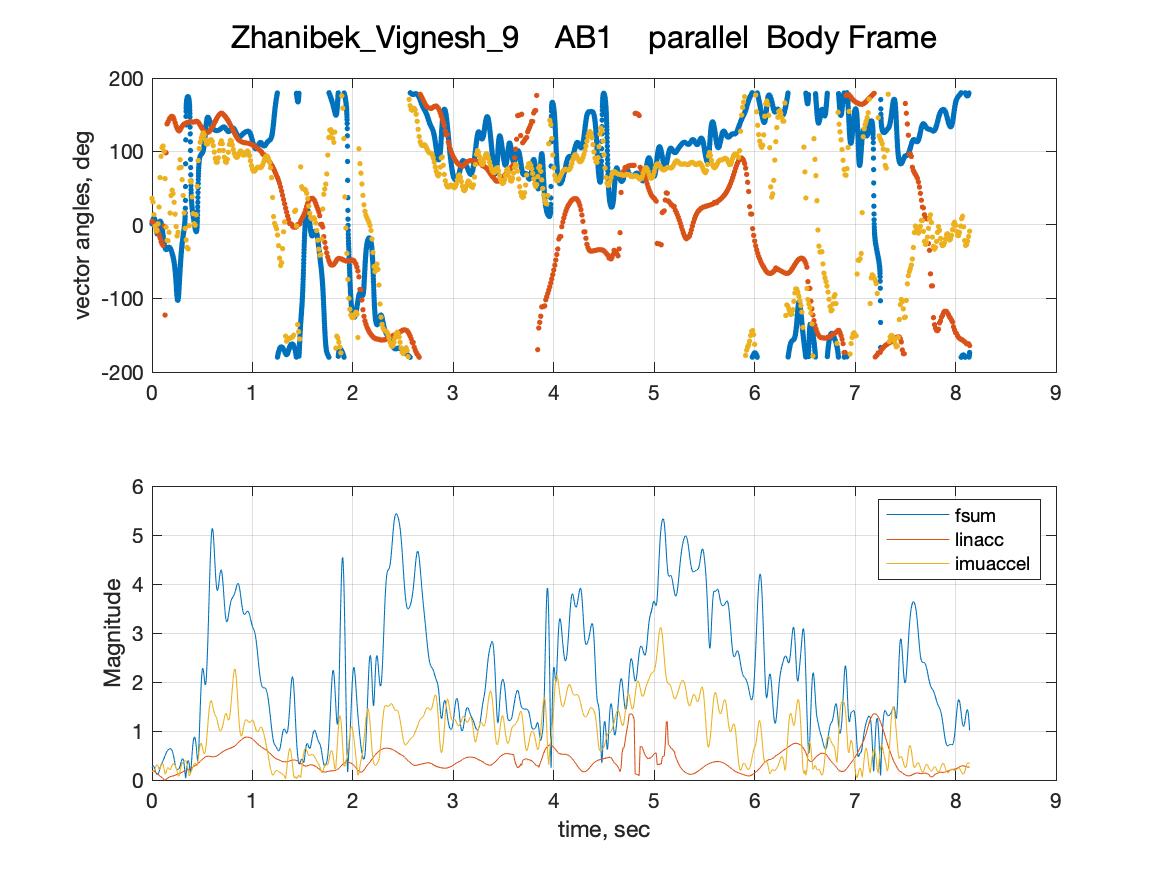 Zhanibek_Vignesh_9 AB1 parallel Body Frame
vector angles, deg
200
100
0
-100
-200
0 1 2 3 4 5 6 7 8 9
Magnitude
6
5
4
3
2
1
0
fsum
linacc
imuaccel
0 1 2 3 4 5 6 7 8 9
time, sec